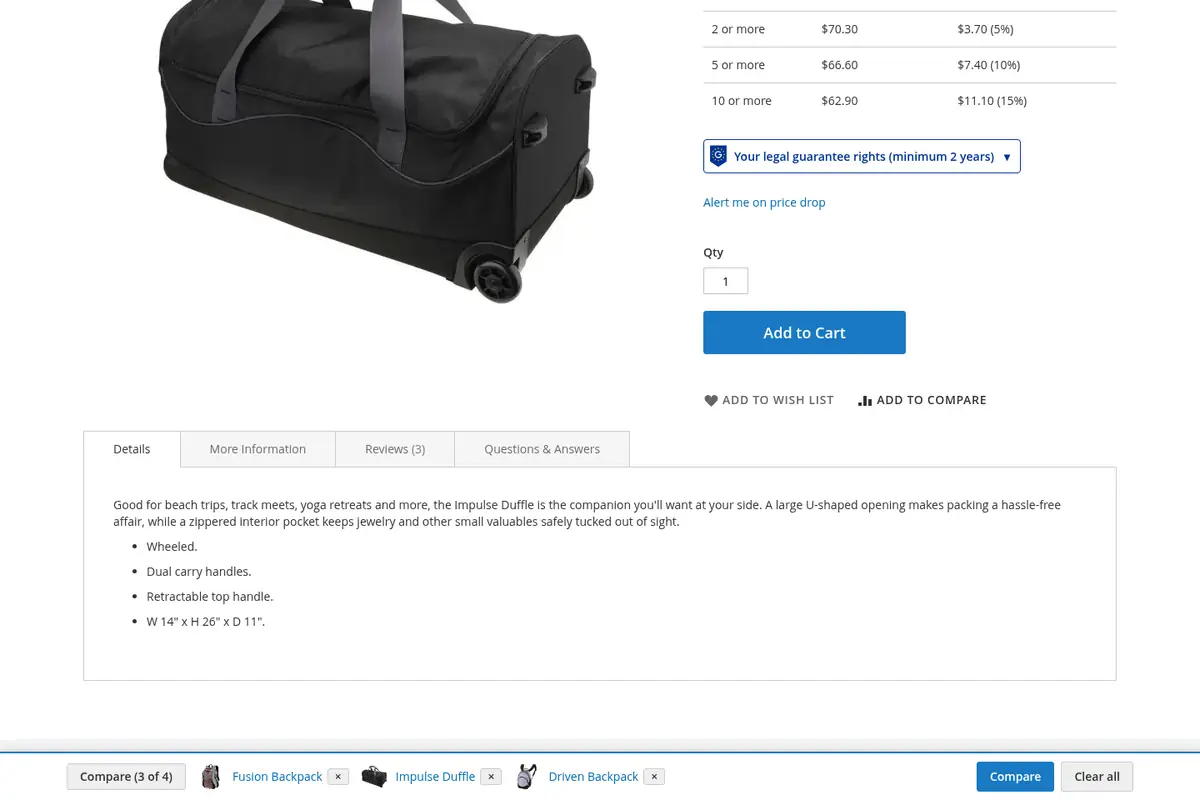 2 or more $70.30 $3.70 (5%)
5 or more $66.60 $7.40 (10%)
10 or more $62.90 $11.10 (15%)
G Your legal guarantee rights (minimum 2 years) ▼
Alert me on price drop
Qty
1
Add to Cart
ADD TO WISH LIST ADD TO COMPARE
Details More Information Reviews (3) Questions & Answers
Good for beach trips, track meets, yoga retreats and more, the Impulse Duffle is the companion you'll want at your side. A large U-shaped opening makes packing a hassle-free
affair, while a zippered interior pocket keeps jewelry and other small valuables safely tucked out of sight.
• Wheeled.
• Dual carry handles.
• Retractable top handle.
• W 14" x H 26" x D 11".
Compare (3 of 4) Fusion Backpack × Impulse Duffle × Driven Backpack × Compare Clear all